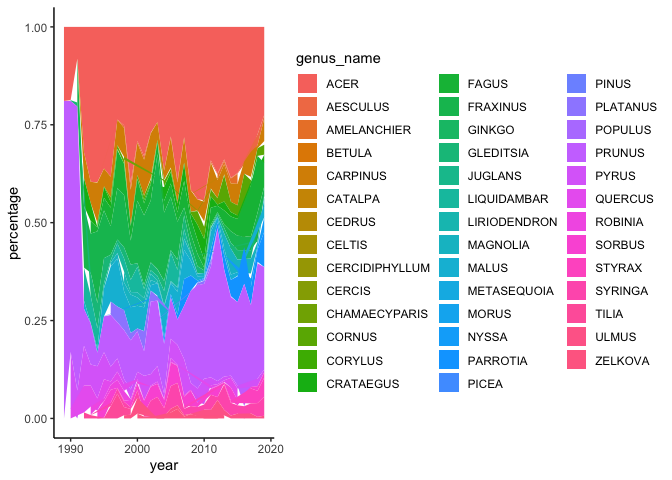 1.00
0.75
0.50
0.25
0.00
percentage
1990
2000
2010
2020
year
genus_name
ACER
AESCULUS
AMELANCHIER
BETULA
CARPINUS
CATALPA
CEDRUS
CELTIS
CERCIDIPHYLLUM
CERCIS
CHAMAECYPARIS
CORNUS
CORYLUS
CRATAEGUS
FAGUS
FRAXINUS
GINKGO
GLEDITSIA
JUGLANS
LIQUIDAMBAR
LIRIODENDRON
MAGNOLIA
MALUS
METASEQUOIA
MORUS
NYSSA
PARROTIA
PICEA
PINUS
PLATANUS
POPULUS
PRUNUS
PYRUS
QUERCUS
ROBINIA
SORBUS
STYRAX
SYRINGA
TILIA
ULMUS
ZELKOVA